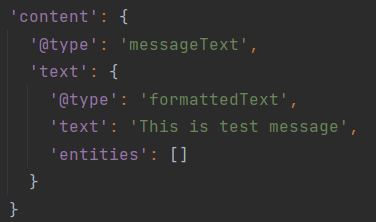 'content': {
  '@type': 'messageText',
  'text': {
    '@type': 'formattedText',
    'text': 'This is test message',
    'entities': []
  }
}